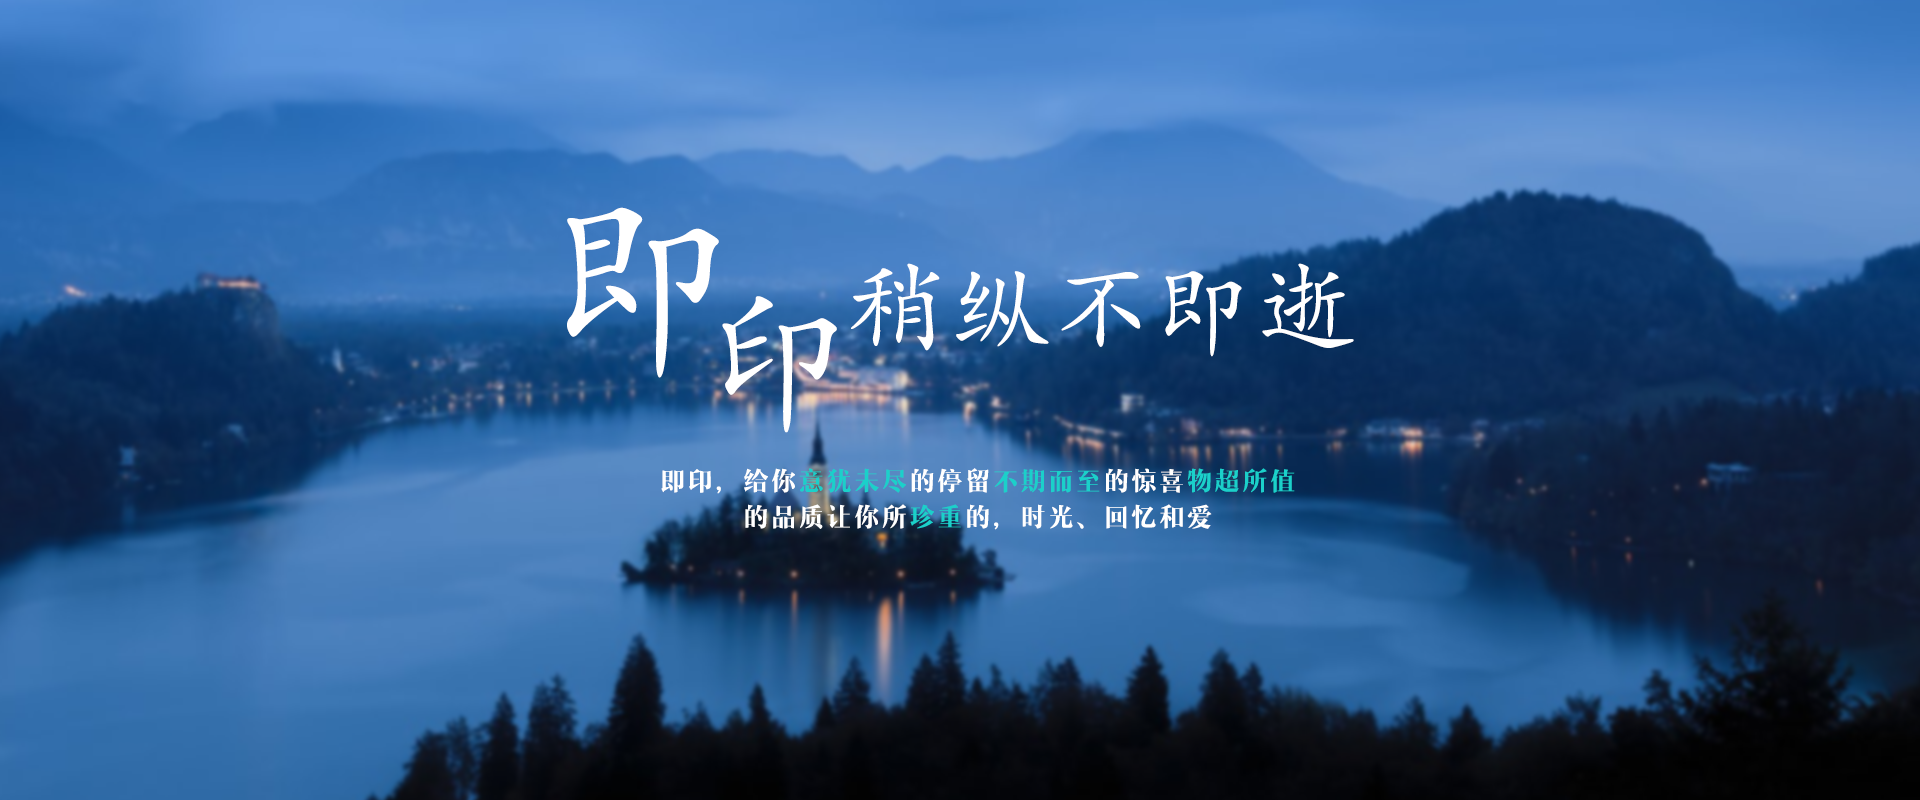 即印 稍纵不即逝
即印，给你意犹未尽的停留不期而至的惊喜物超所值
的品质让你所珍重的，时光、回忆和爱